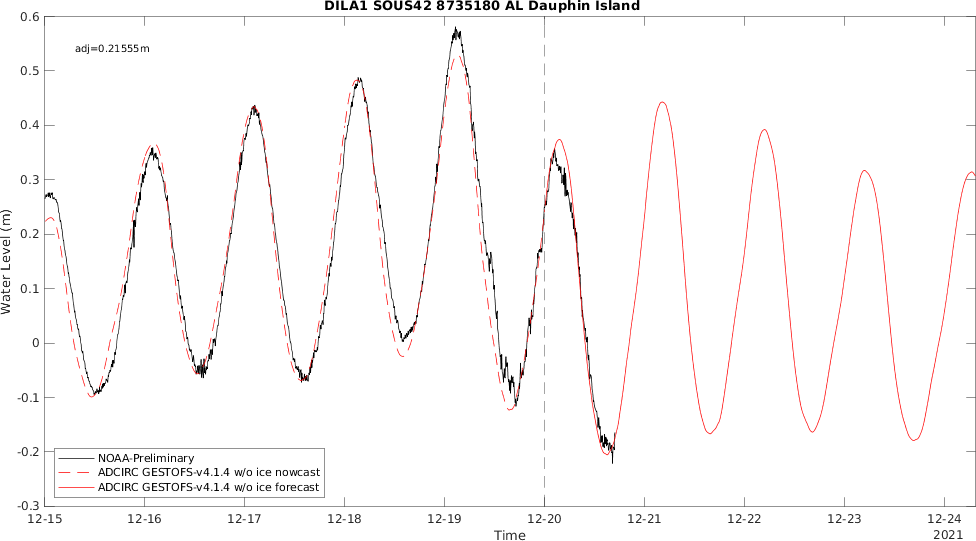 DILA1 SOUS42 8735180 AL Dauphin Island
adj=0.21555m
0.6
0.5
0.4
0.3
0.2
0.1
0
-0.1
-0.2
-0.3
Water Level (m)
NOAA-Preliminary
ADCIRC GESTOFS-v4.1.4 w/o ice nowcast
ADCIRC GESTOFS-v4.1.4 w/o ice forecast
12-15 12-16 12-17 12-18 12-19 12-20 12-21 12-22 12-23 12-24
Time
2021